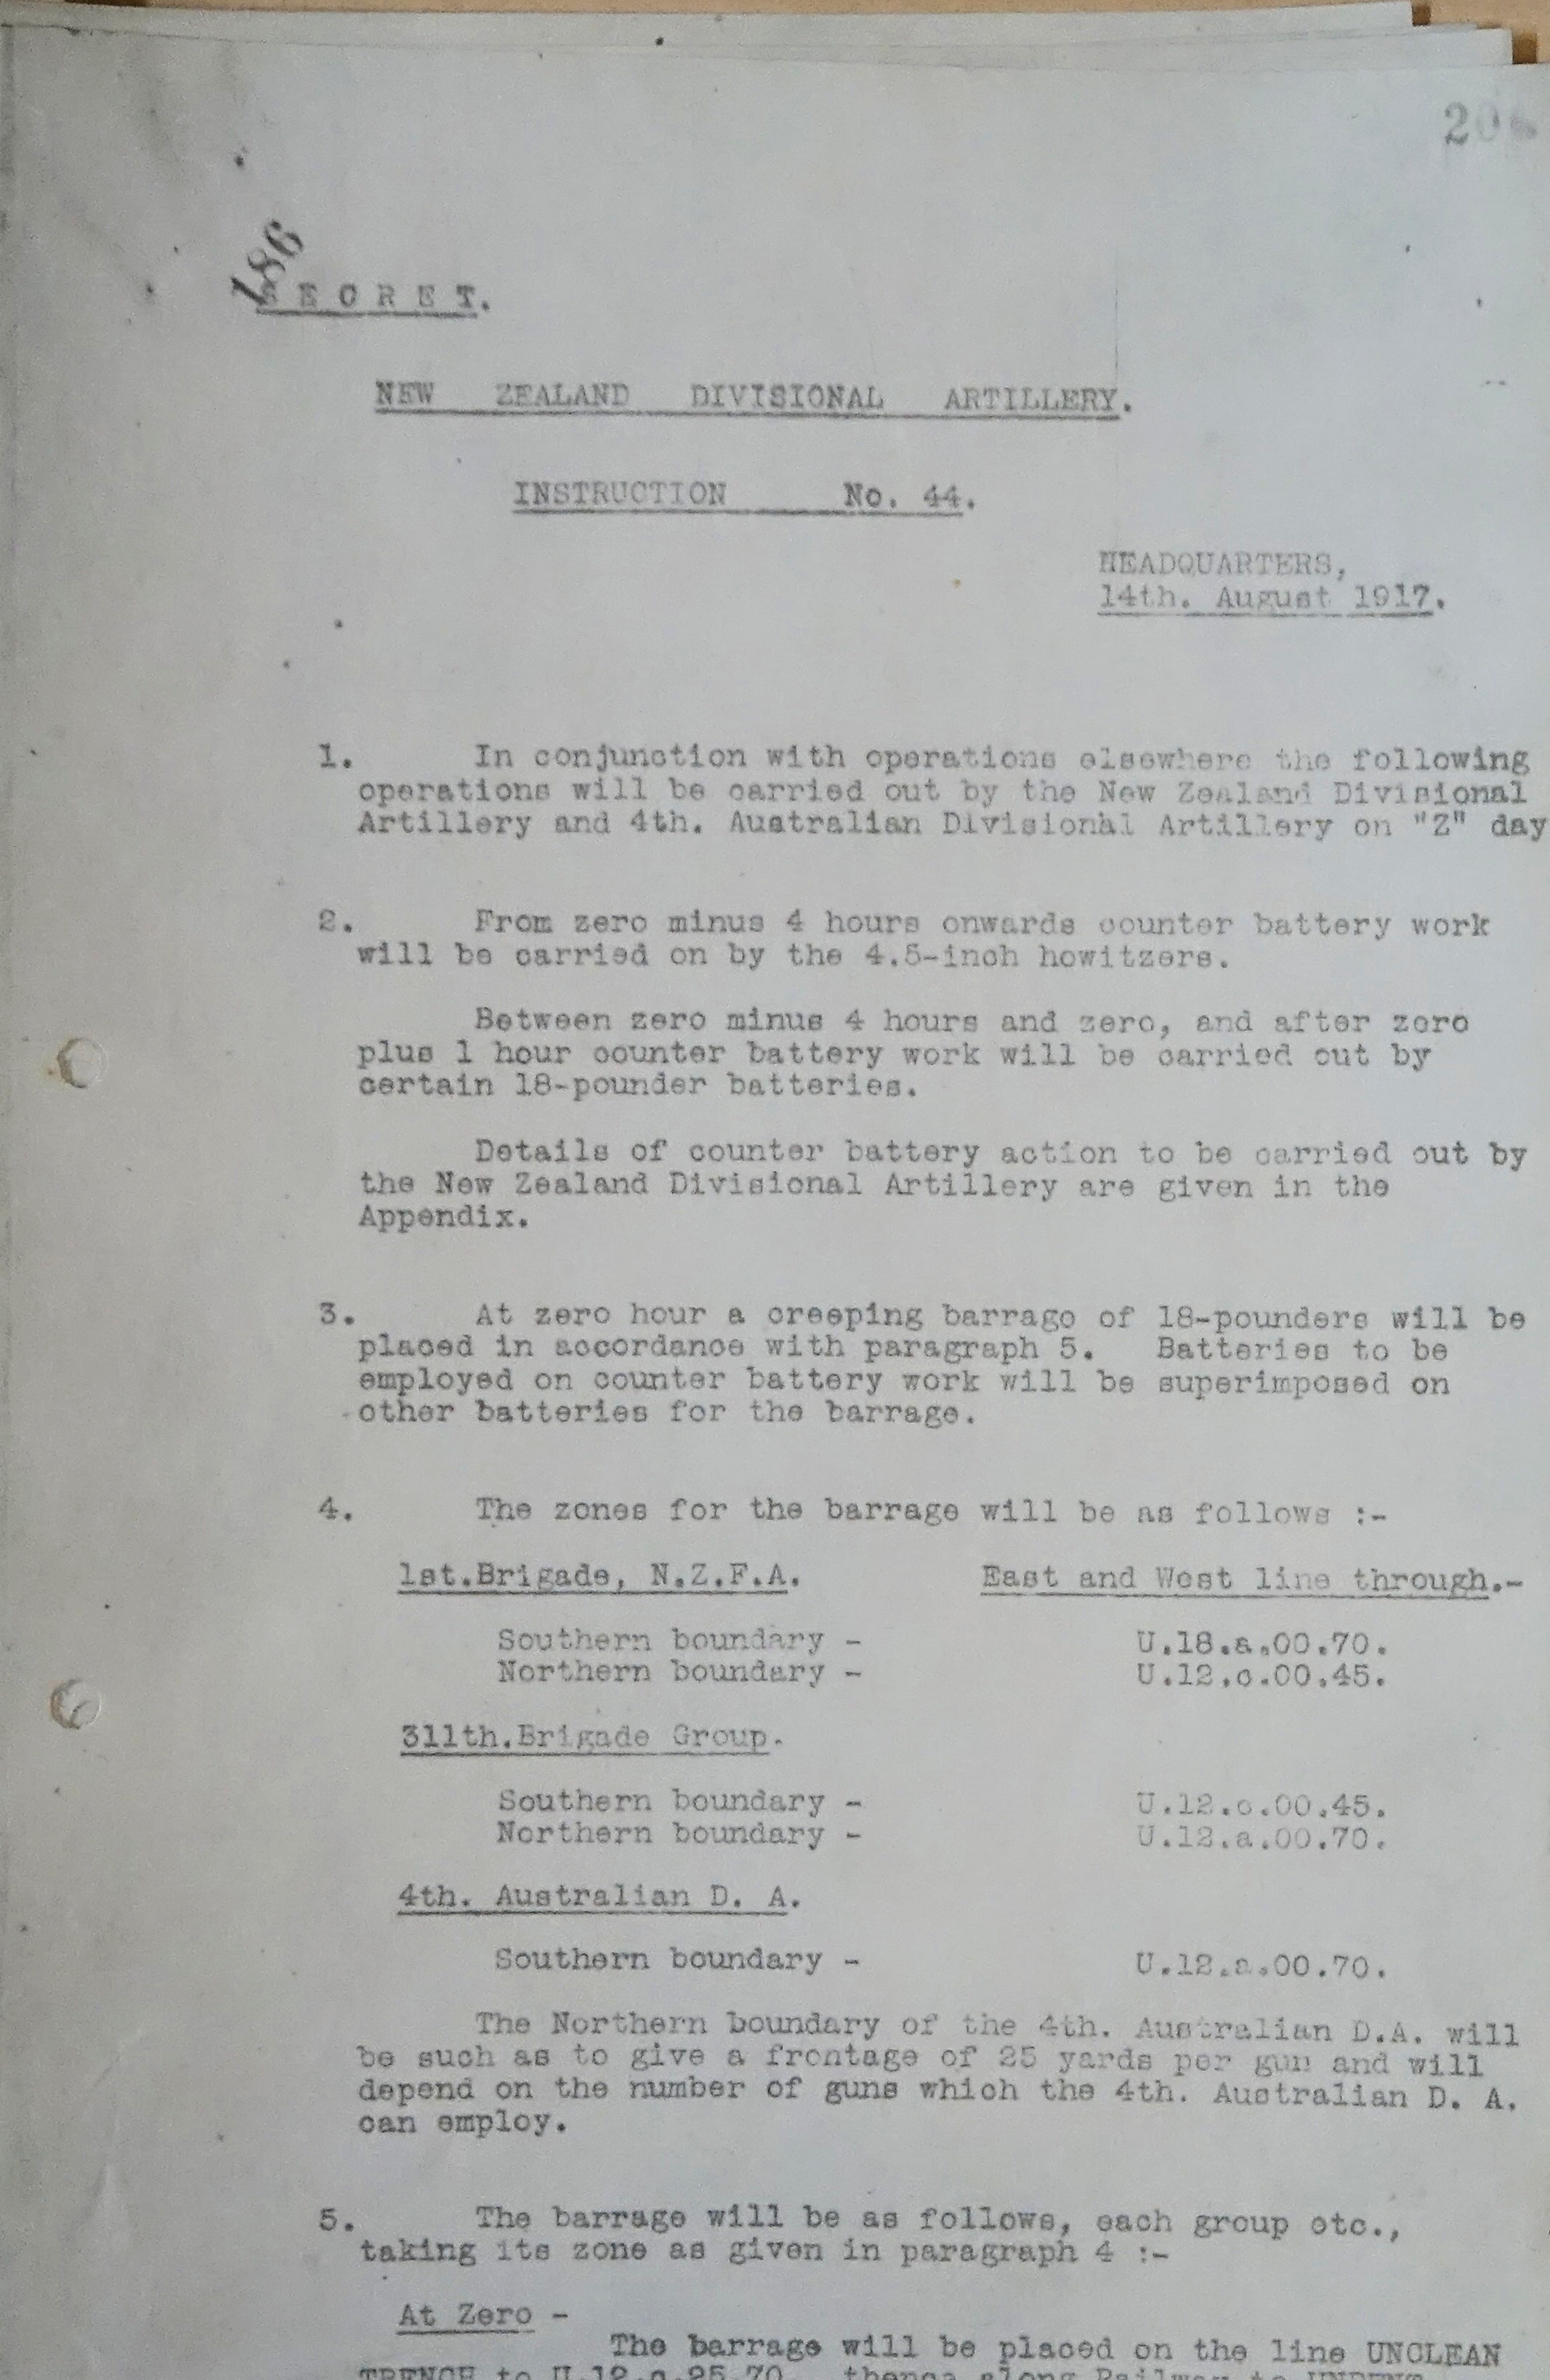 20
186
SECRET.
NEW ZEALAND DIVISIONAL ARTILLERY.
INSTRUCTION No. 44.
HEADQUARTERS,
14th. August 1917.
1. In conjunction with operations elsewhere the following
operations will be carried out by the New Zealand Divisional
Artillery and 4th. Australian Divisional Artillery on "Z" day
2. From zero minus 4 hours onwards counter battery work
will be carried on by the 4.5-inch howitzers.
Between zero minus 4 hours and zero, and after zero
plus 1 hour counter battery work will be carried out by
certain 18-pounder batteries.
Details of counter battery action to be carried out by
the New Zealand Divisional Artillery are given in the
Appendix.
3. At zero hour a creeping barrage of 18-pounders will be
placed in accordance with paragraph 5. Batteries to be
employed on counter battery work will be superimposed on
other batteries for the barrage.
4. The zones for the barrage will be as follows :-
1st.Brigade, N.Z.F.A. East and West line through.-
Southern boundary - U.18.a.00.70.
Northern boundary - U.12.c.00.45.
311th.Brigade Group.
Southern boundary - U.12.c.00.45.
Northern boundary - U.12.a.00.70.
4th. Australian D. A.
Southern boundary - U.12.a.00.70.
The Northern boundary of the 4th. Australian D.A. will
be such as to give a frontage of 25 yards per gun and will
depend on the number of guns which the 4th. Australian D. A.
can employ.
5. The barrage will be as follows, each group etc.,
taking its zone as given in paragraph 4 :-
At Zero -
The barrage will be placed on the line UNCLEAN
TRENCH to thence along Railway to